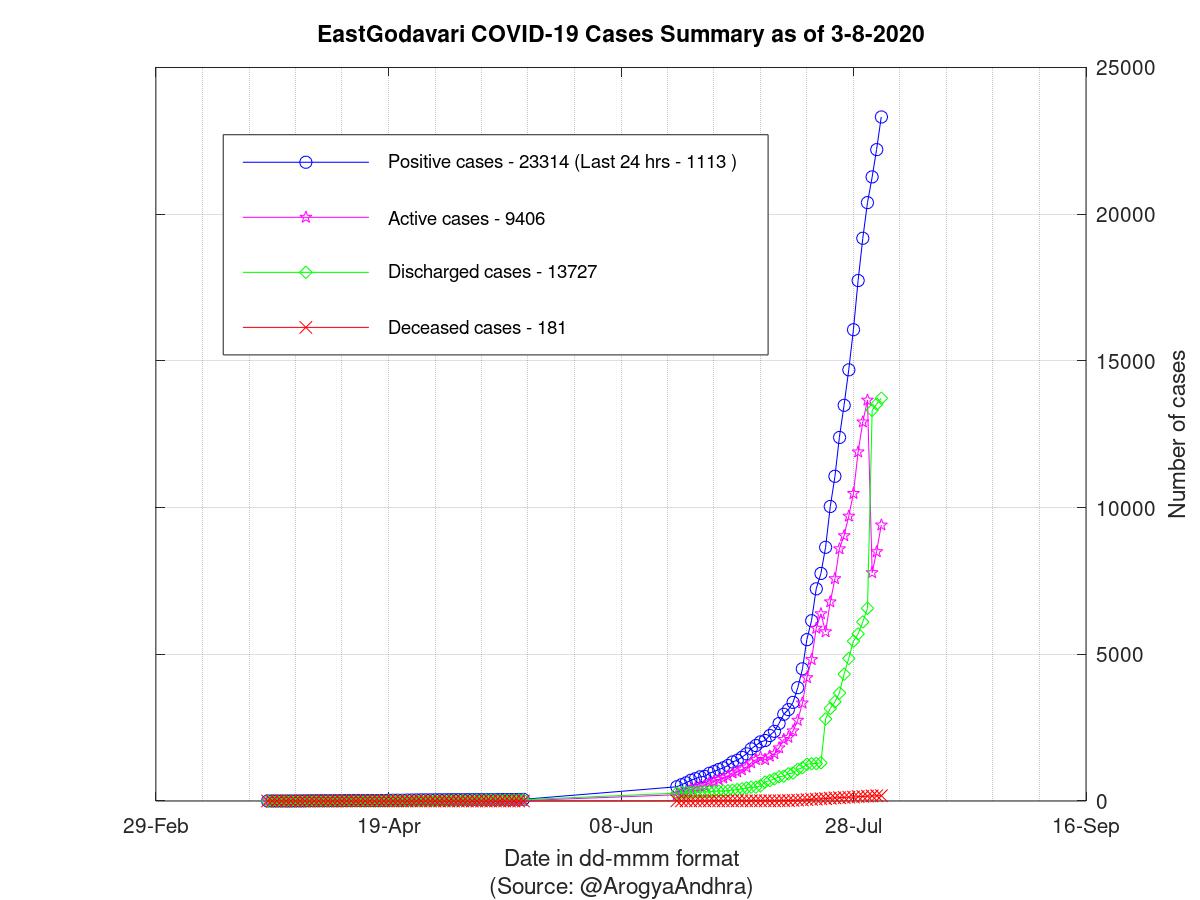 EastGodavari COVID-19 Cases Summary as of 3-8-2020
25000
Positive cases - 23314 (Last 24 hrs - 1113 )
Active cases - 9406
20000
Discharged cases - 13727
Deceased cases - 181
15000
Number of cases
10000
5000
0
29-Feb 19-Apr 08-Jun 28-Jul 16-Sep
Date in dd-mmm format
(Source: @ArogyaAndhra)